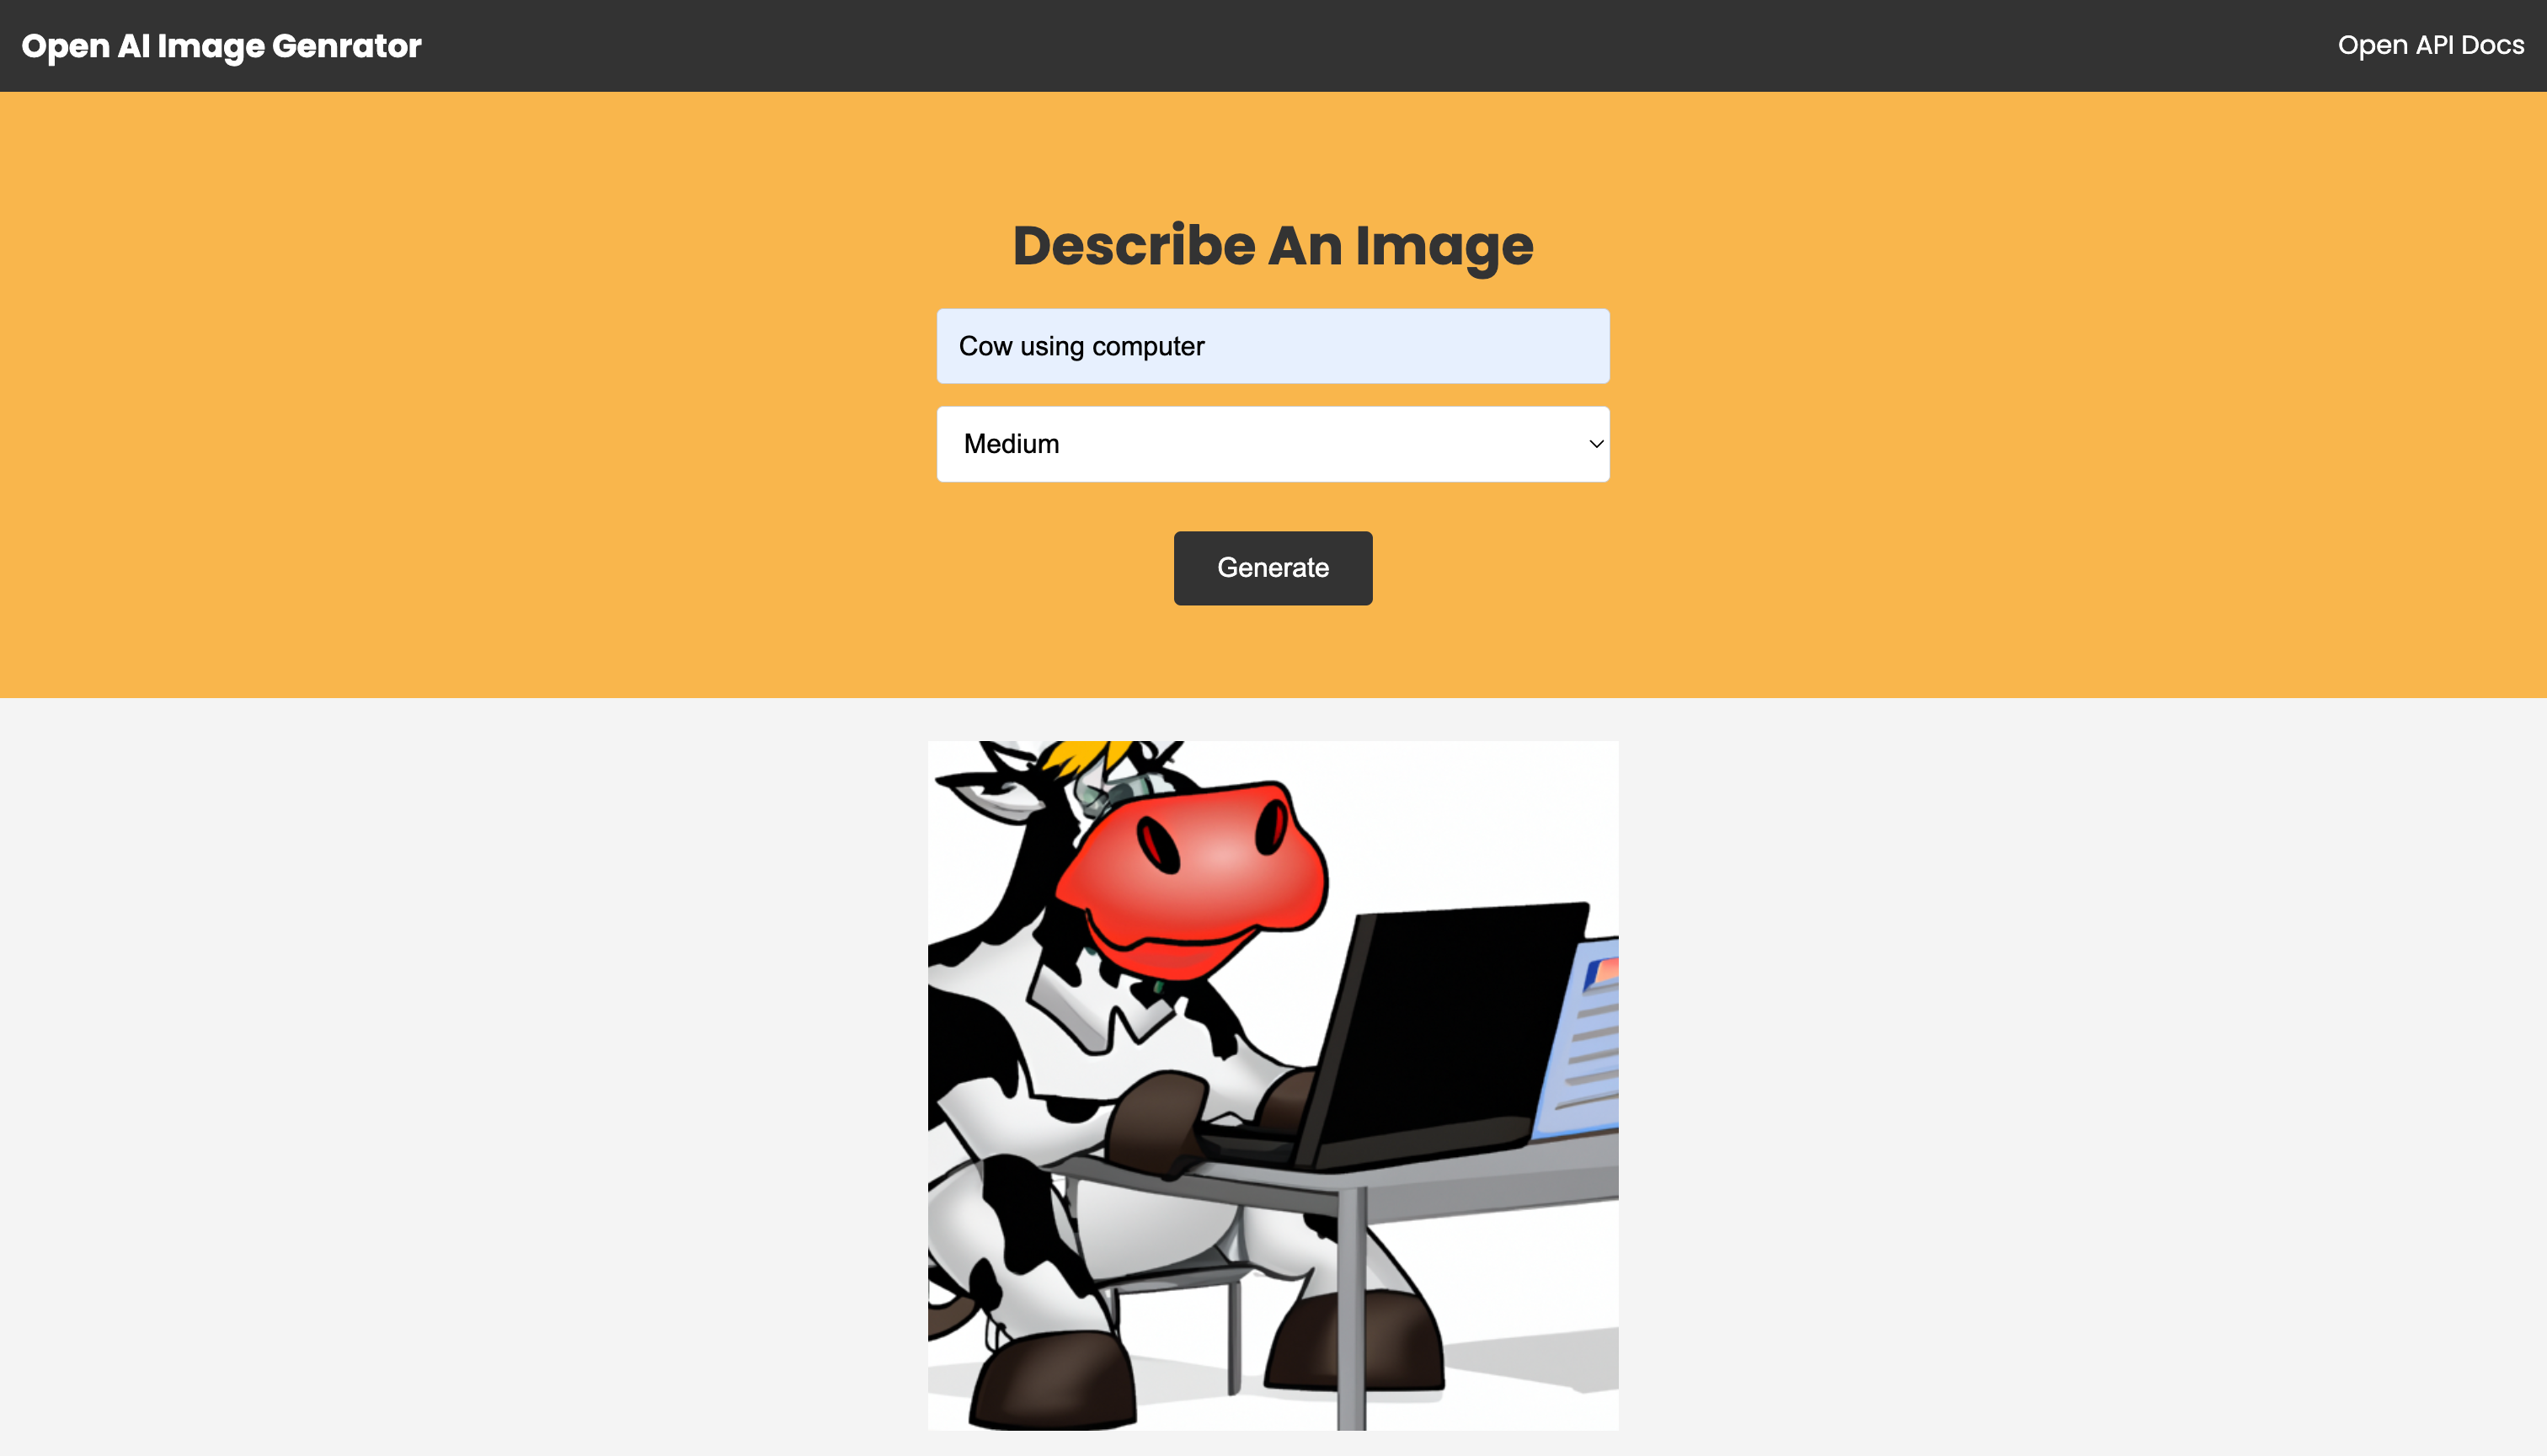 Open AI Image Genrator
Open API Docs
Describe An Image
Cow using computer
Medium
Generate